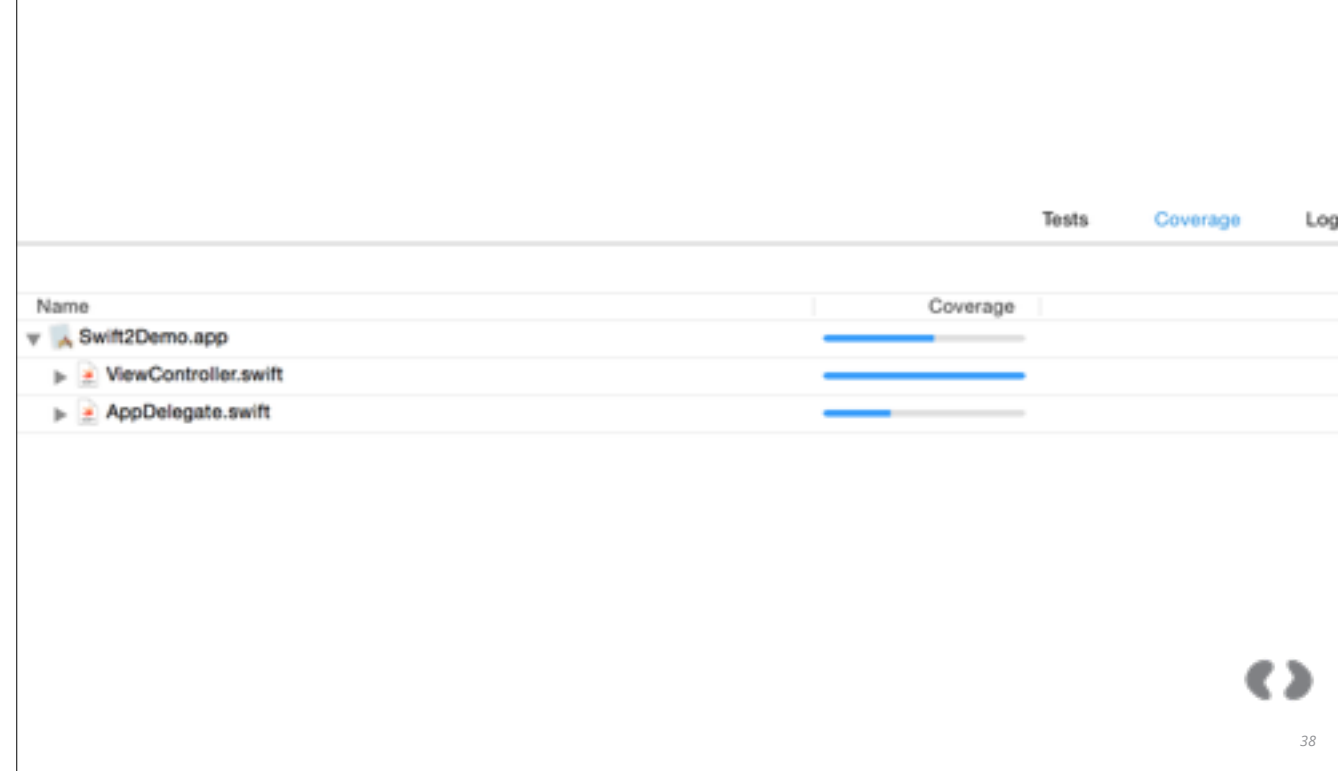 Tests Coverage Log
Name Coverage
Swift2Demo.app
ViewController.swift
AppDelegate.swift
38